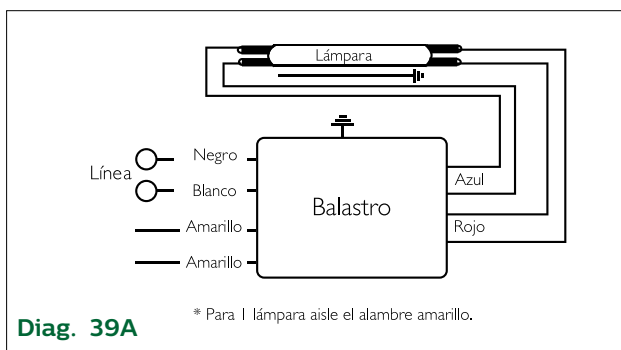 Lámpara
Negro
Línea
Blanco
Azul
Balastro
Amarillo
Rojo
Amarillo
* Para 1 lámpara aisle el alambre amarillo.
Diag. 39A